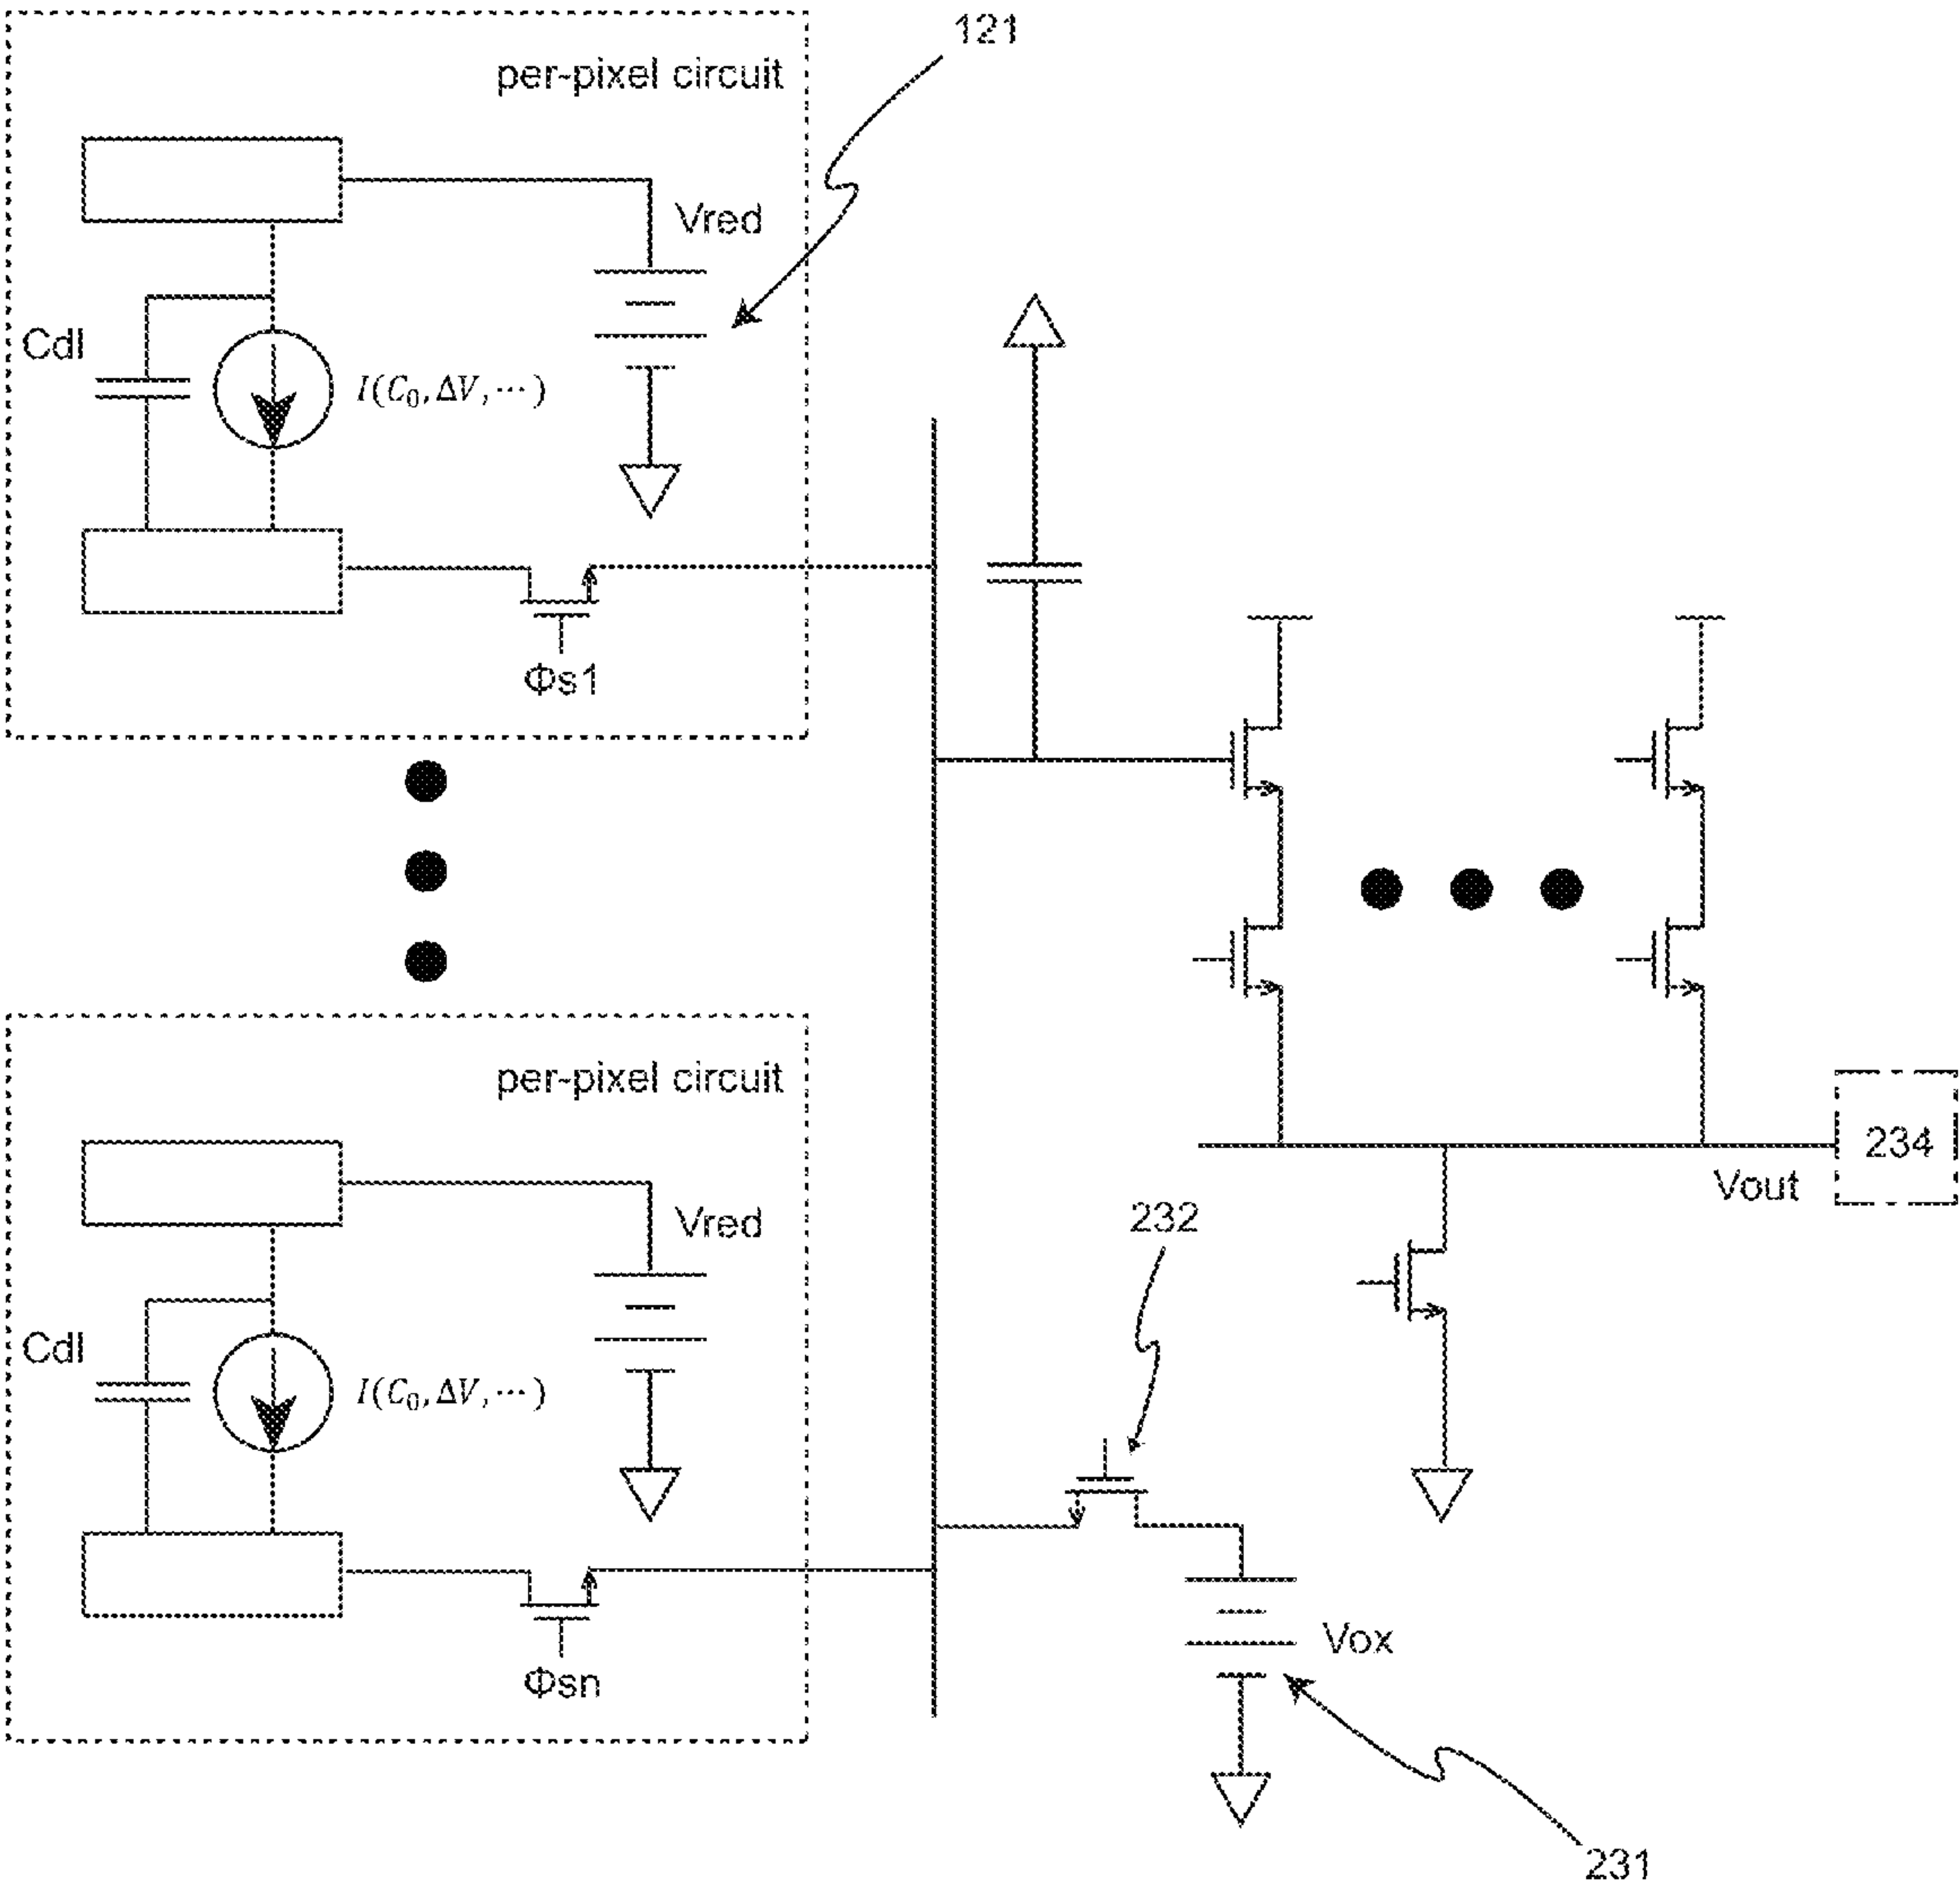 121
per-pixel circuit
Vred
Cdl
I(C₀, ΔV, ⋯)
Φs1
per-pixel circuit
Vred
Cdl
I(C₀, ΔV, ⋯)
Φsn
234
Vout
232
Vox
231